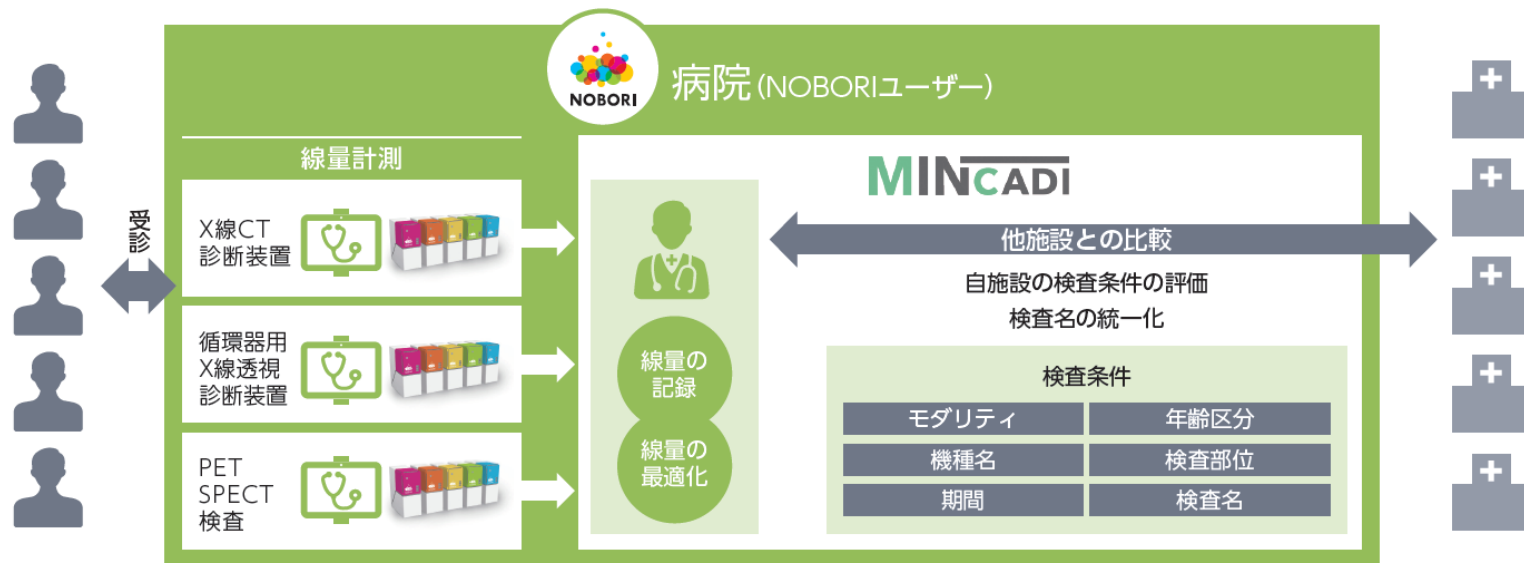 NOBORI
病院(NOBORIユーザー)
受診
線量計測
X線CT
診断装置
循環器用
X線透視
診断装置
PET
SPECT
検査
線量の
記録
線量の
最適化
MINCADI
他施設との比較
自施設の検査条件の評価
検査名の統一化
検査条件
モダリティ
年齢区分
機種名
検査部位
期間
検査名